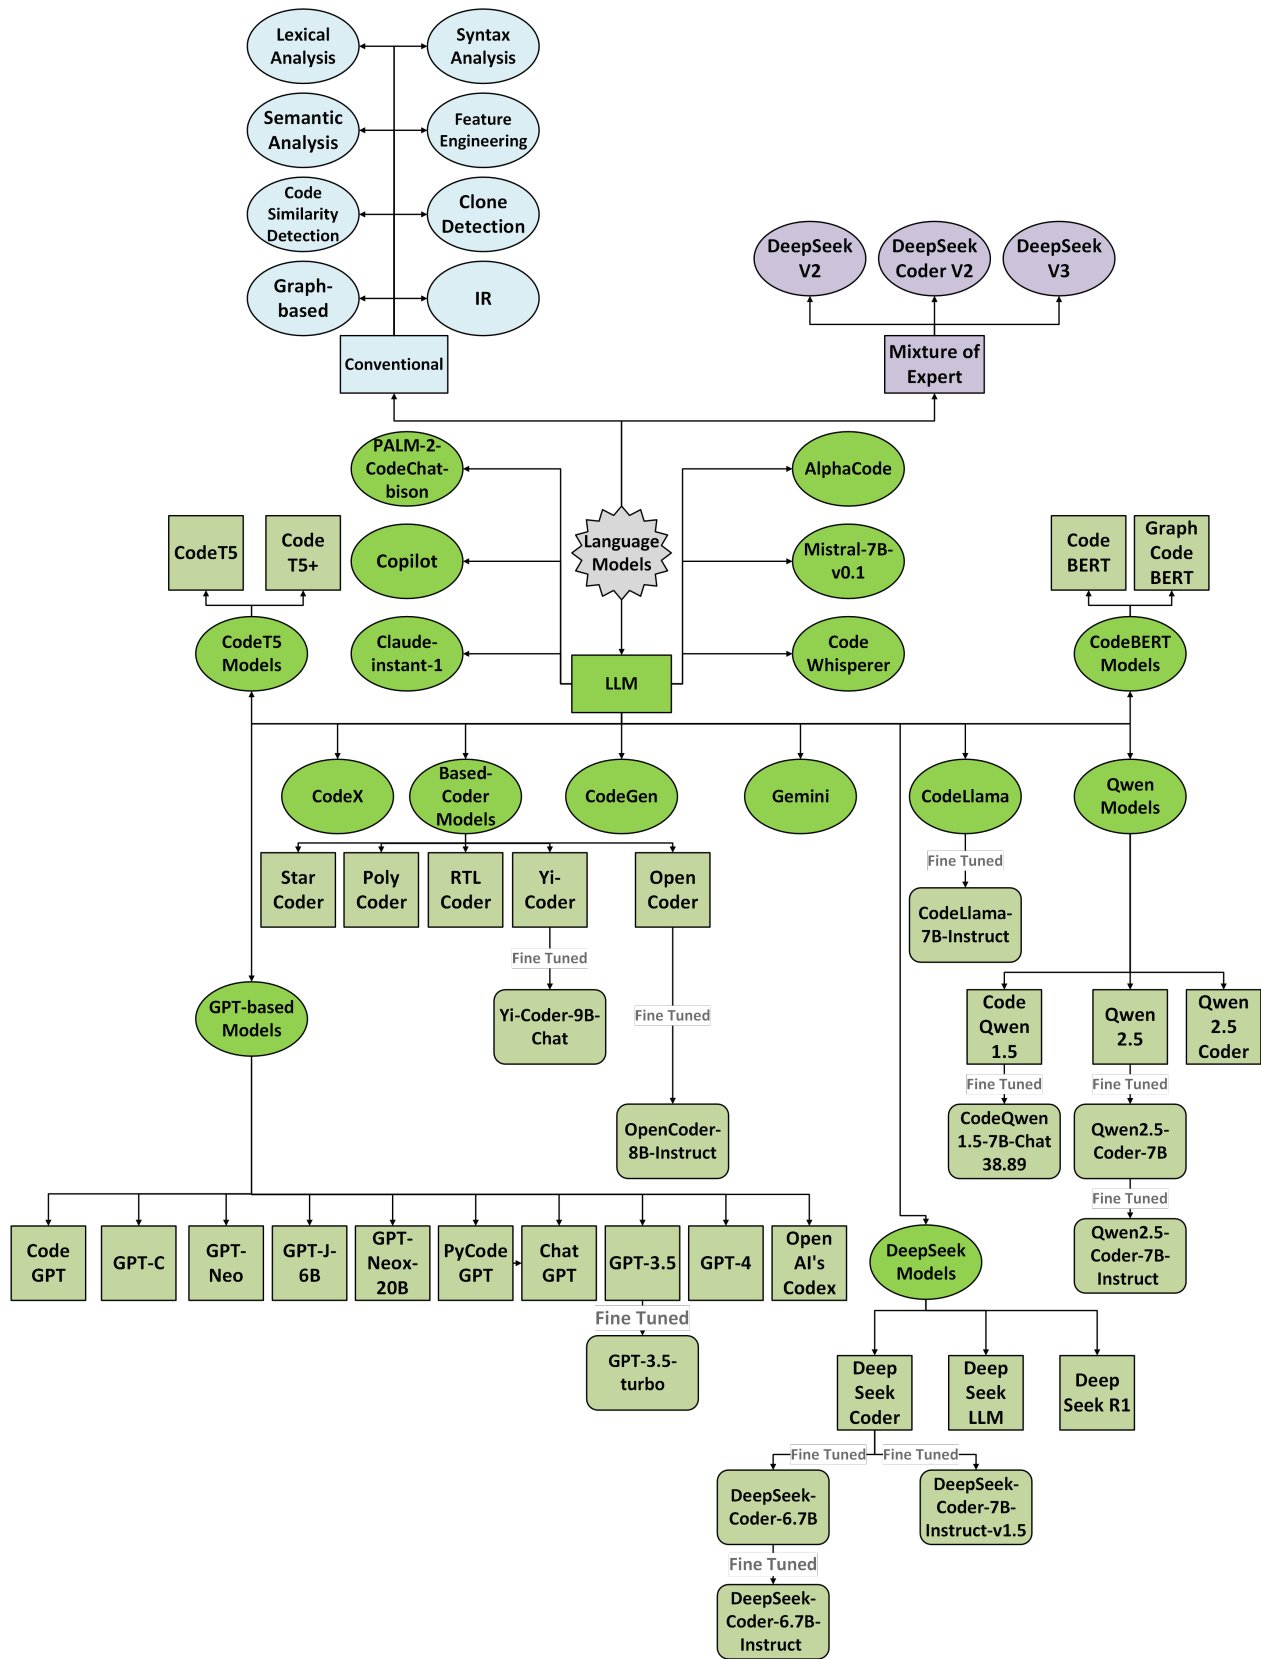 Lexical
Analysis
Syntax
Analysis
Semantic
Analysis
Feature
Engineering
Code
Similarity
Detection
Clone
Detection
Graph-
based
IR
Conventional
DeepSeek
V2
DeepSeek
Coder V2
DeepSeek
V3
Mixture of
Expert
PALM-2-
CodeChat-
bison
AlphaCode
Language
Models
Copilot
Mistral-7B-
v0.1
Claude-
instant-1
Code
Whisperer
LLM
CodeT5
Code
T5+
CodeT5
Models
Code
BERT
Graph
Code
BERT
CodeBERT
Models
CodeX
Based-
Coder
Models
CodeGen
Gemini
CodeLlama
Qwen
Models
Star
Coder
Poly
Coder
RTL
Coder
Yi-
Coder
Open
Coder
Fine Tuned
CodeLlama-
7B-Instruct
Fine Tuned
Yi-Coder-9B-
Chat
Fine Tuned
OpenCoder-
8B-Instruct
GPT-based
Models
Code
Qwen
1.5
Qwen
2.5
Qwen
2.5
Coder
Fine Tuned
Fine Tuned
CodeQwen
1.5-7B-Chat
38.89
Qwen2.5-
Coder-7B
Fine Tuned
Qwen2.5-
Coder-7B-
Instruct
Code
GPT
GPT-C
GPT-
Neo
GPT-J-
6B
GPT-
Neox-
20B
PyCode
GPT
Chat
GPT
GPT-3.5
GPT-4
Open
AI's
Codex
Fine Tuned
GPT-3.5-
turbo
DeepSeek
Models
Deep
Seek
Coder
Deep
Seek
LLM
Deep
Seek R1
Fine Tuned
Fine Tuned
DeepSeek-
Coder-6.7B
DeepSeek-
Coder-7B-
Instruct-v1.5
Fine Tuned
DeepSeek-
Coder-6.7B-
Instruct